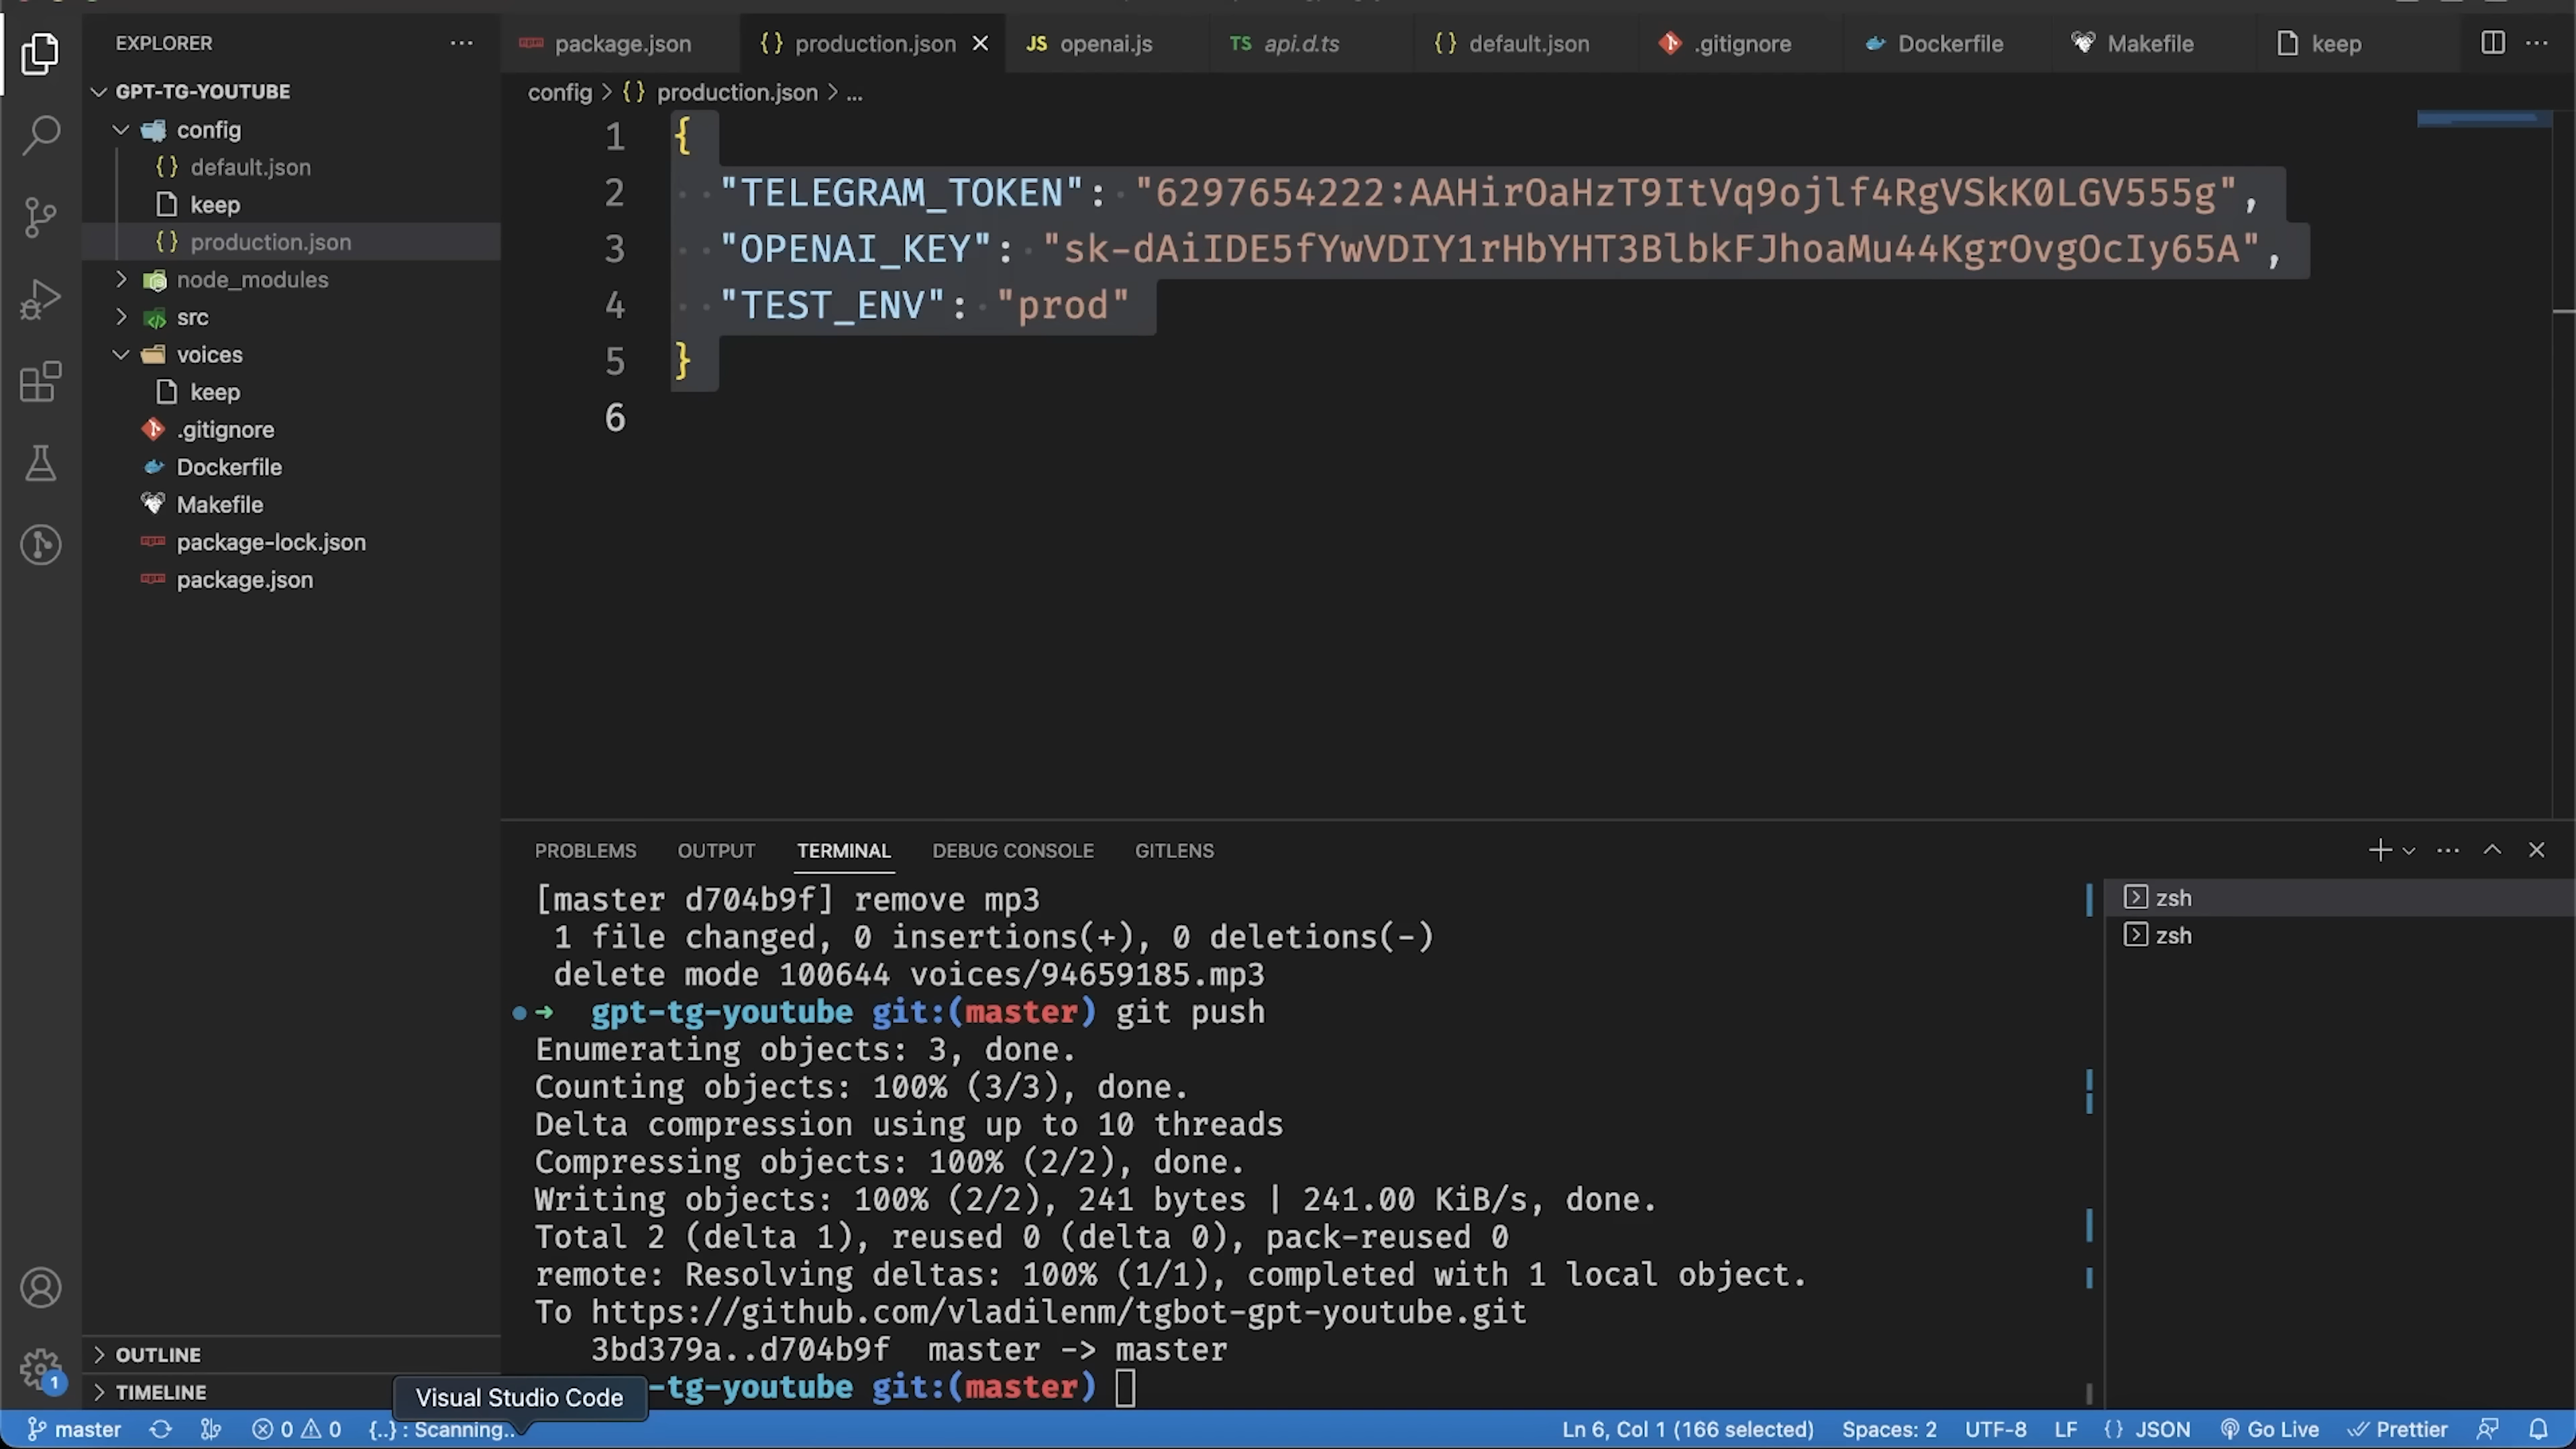 EXPLORER
GPT-TG-YOUTUBE
config
default.json
keep
production.json
node_modules
src
voices
keep
.gitignore
Dockerfile
Makefile
package-lock.json
package.json
OUTLINE
TIMELINE
package.json production.json JS openai.js TS api.d.ts default.json .gitignore Dockerfile Makefile keep
config > {} production.json > ...
1 {
2 "TELEGRAM_TOKEN": "6297654222:AAHirOaHzT9ItVq9ojlf4RgVSkK0LGV555g",
3 "OPENAI_KEY": "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",
4 "TEST_ENV": "prod"
5 }
6
PROBLEMS OUTPUT TERMINAL DEBUG CONSOLE GITLENS
[master d704b9f] remove mp3
1 file changed, 0 insertions(+), 0 deletions(-)
delete mode 100644 voices/94659185.mp3
➜ gpt-tg-youtube git:(master) git push
Enumerating objects: 3, done.
Counting objects: 100% (3/3), done.
Delta compression using up to 10 threads
Compressing objects: 100% (2/2), done.
Writing objects: 100% (2/2), 241 bytes | 241.00 KiB/s, done.
Total 2 (delta 1), reused 0 (delta 0), pack-reused 0
remote: Resolving deltas: 100% (1/1), completed with 1 local object.
To https://github.com/vladilenm/tgbot-gpt-youtube.git
3bd379a..d704b9f master -> master
-tg-youtube git:(master)
zsh
zsh
Visual Studio Code
1
master 0 0 {..} : Scanning.. Ln 6, Col 1 (166 selected) Spaces: 2 UTF-8 LF {} JSON Go Live Prettier